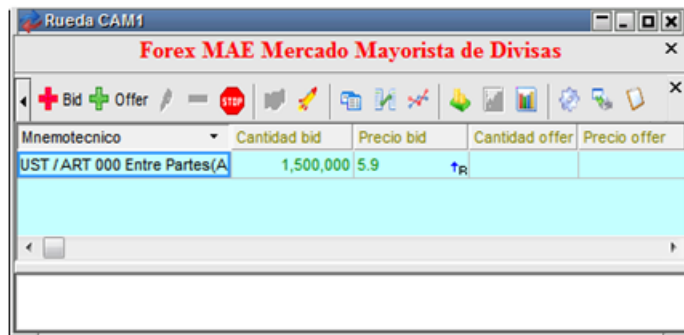 Rueda CAM1
Forex MAE Mercado Mayorista de Divisas
Bid Offer STOP
Mnemotecnico Cantidad bid Precio bid Cantidad offer Precio offer
UST / ART 000 Entre Partes(A 1,500,000 5.9 R